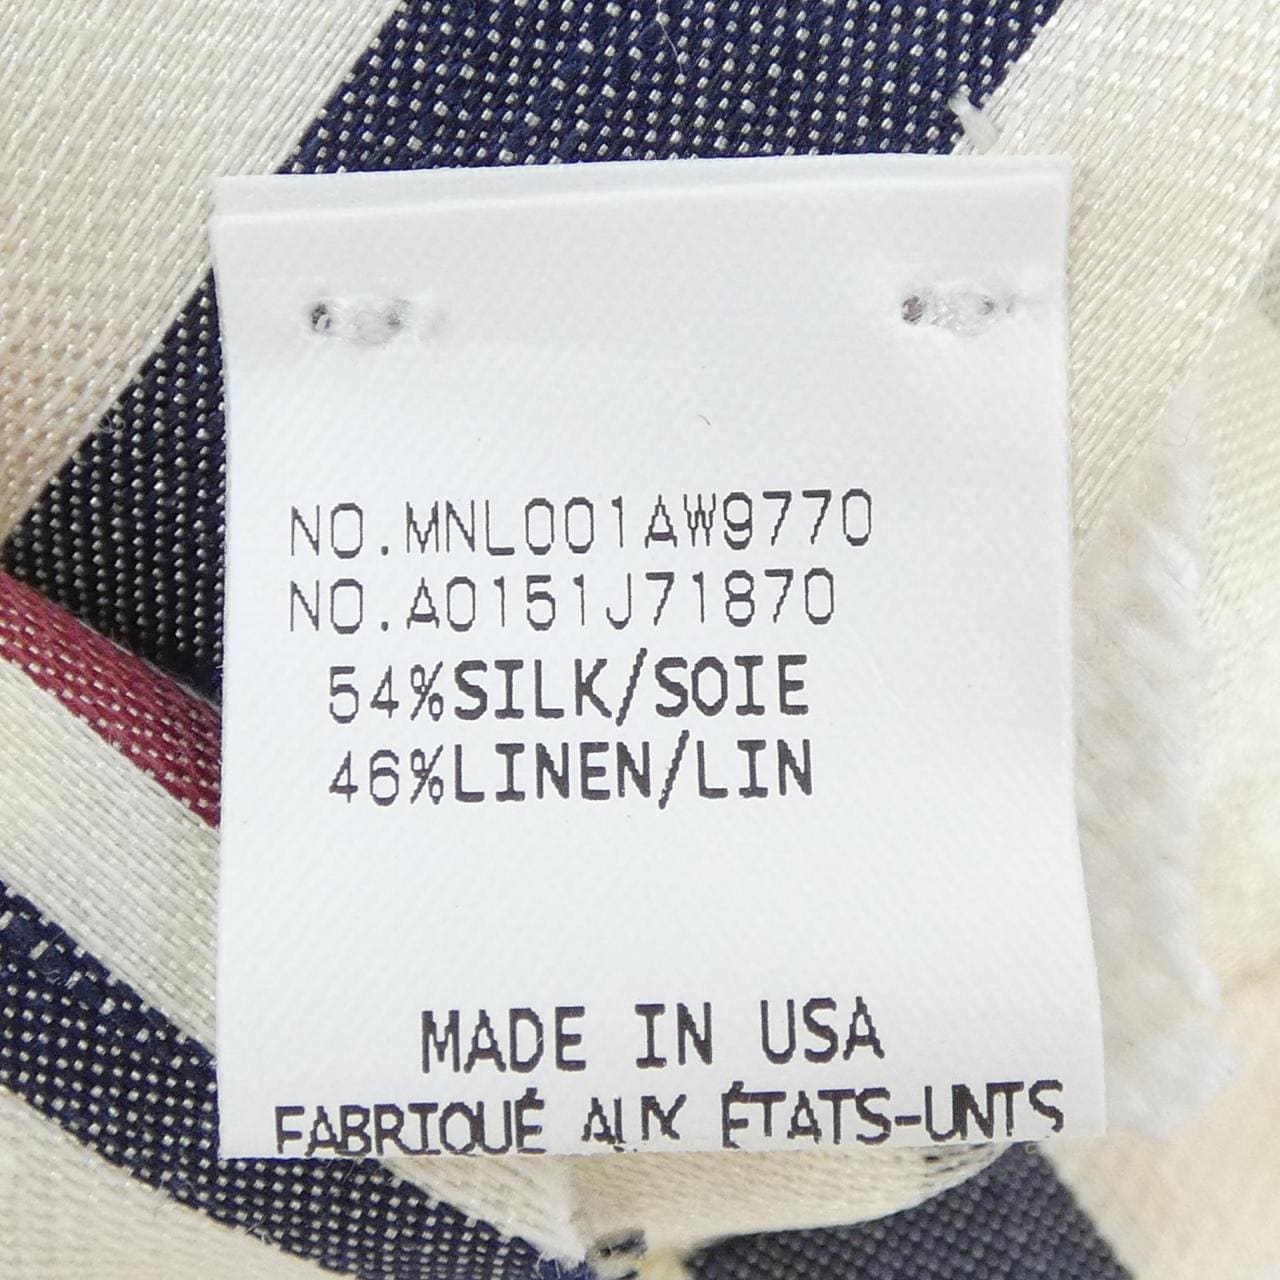 NO.MNL001AW9770
NO.A0151J71870
54%SILK/SOIE
46%LINEN/LIN
MADE IN USA
FABRIQUÉ AUX ÉTATS-UNTS